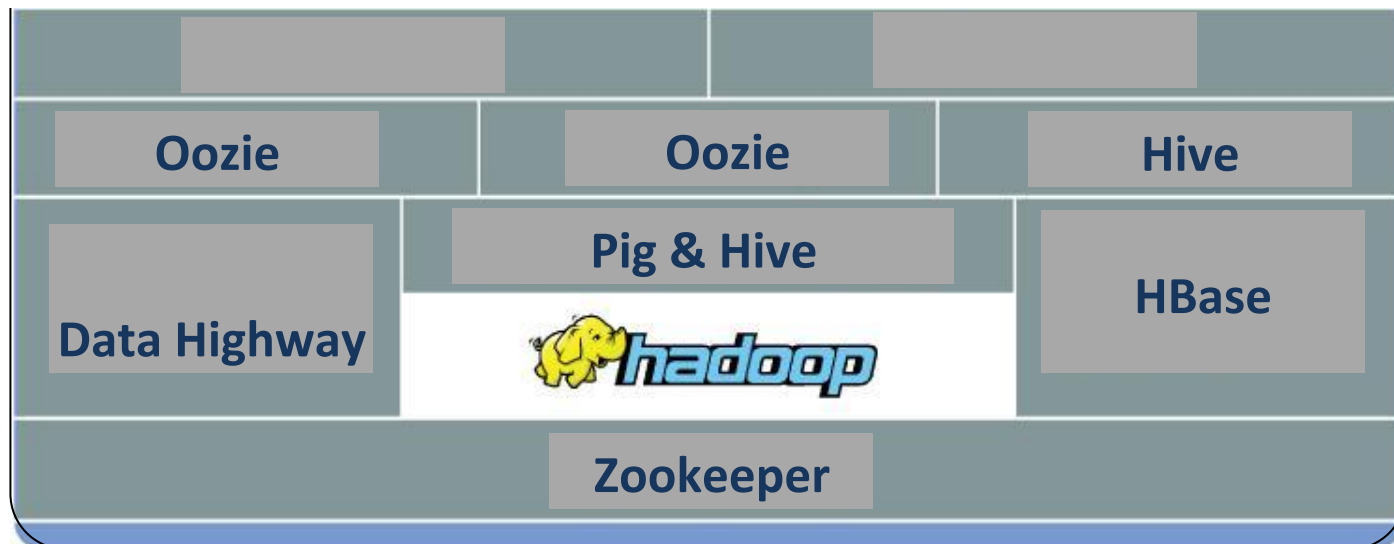 Oozie
Oozie
Hive
Pig & Hive
Data Highway
HBase
hadoop
Zookeeper